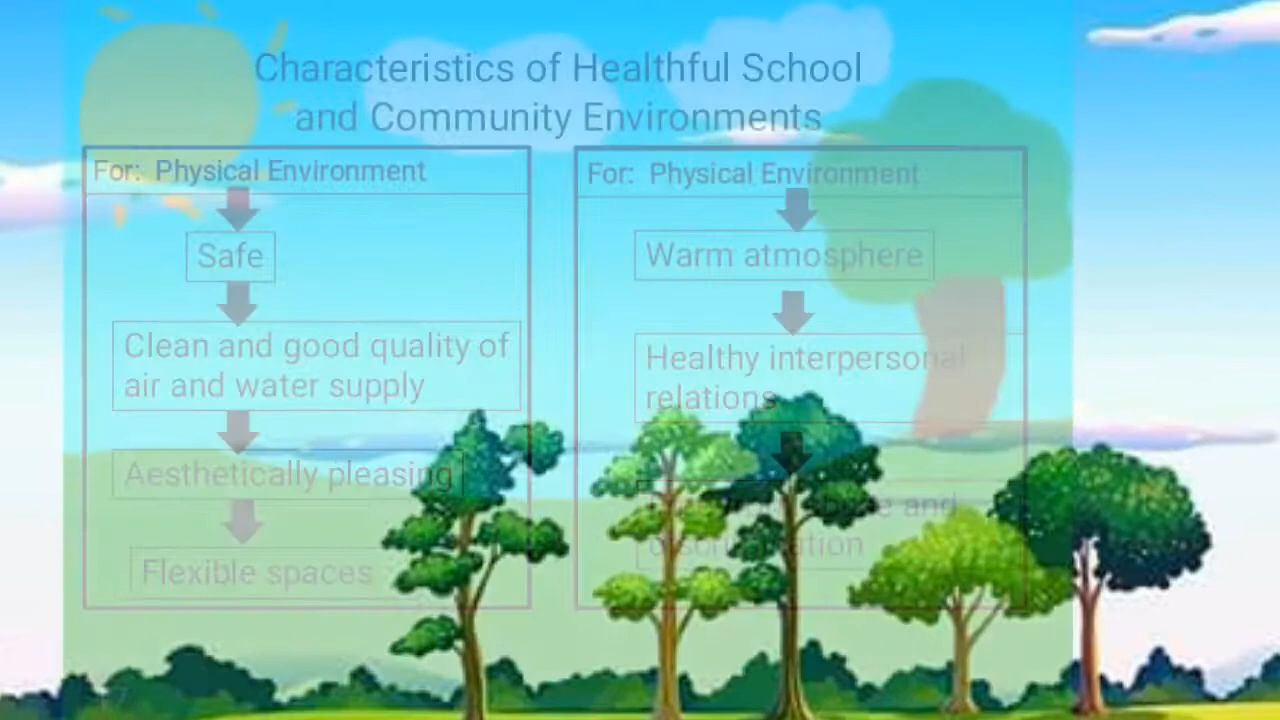 Characteristics of Healthful School
and Community Environments
For: Physical Environment
Safe
Clean and good quality of
air and water supply
Aesthetically pleasing
Flexible spaces
For: Physical Environment
Warm atmosphere
Healthy interpersonal
relations
and